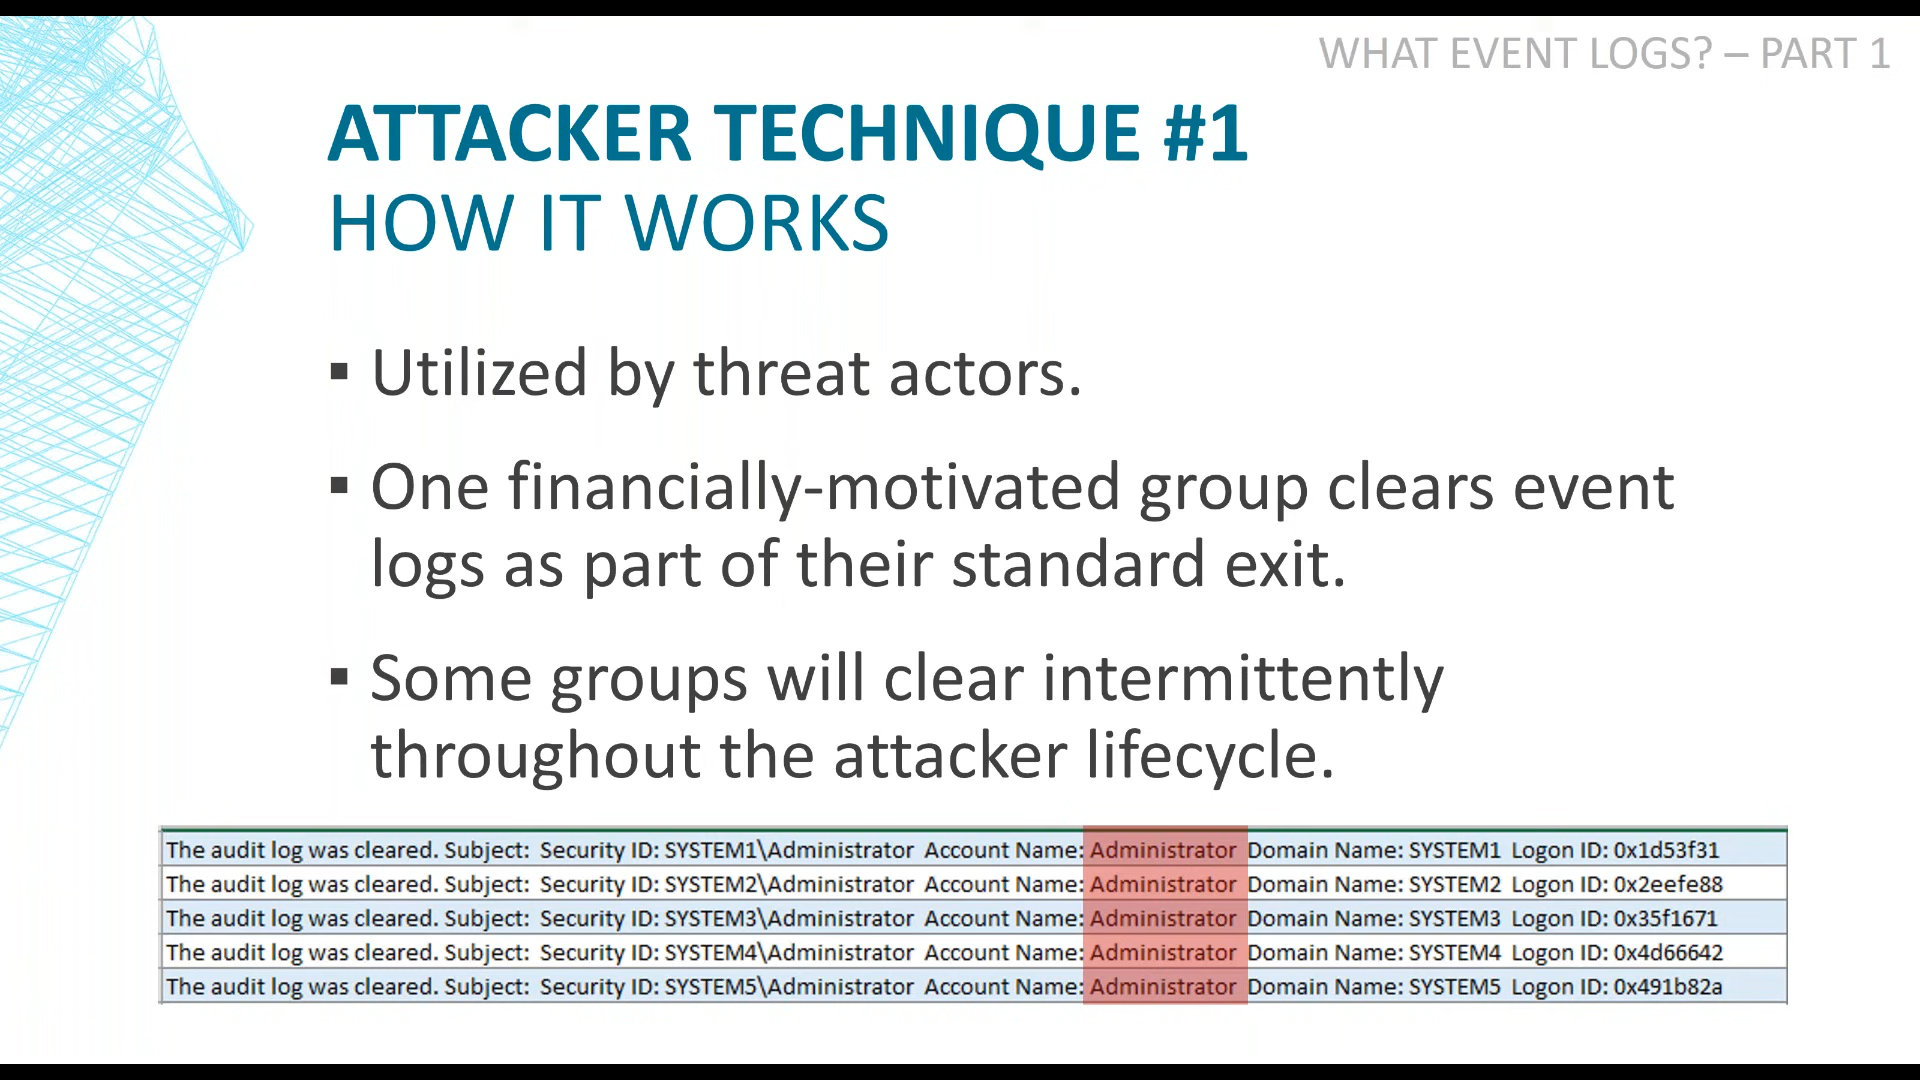 WHAT EVENT LOGS? – PART 1
ATTACKER TECHNIQUE #1
HOW IT WORKS
▪ Utilized by threat actors.
▪ One financially-motivated group clears event
logs as part of their standard exit.
▪ Some groups will clear intermittently
throughout the attacker lifecycle.
The audit log was cleared. Subject: Security ID: SYSTEM1\Administrator Account Name: Administrator Domain Name: SYSTEM1 Logon ID: 0x1d53f31
The audit log was cleared. Subject: Security ID: SYSTEM2\Administrator Account Name: Administrator Domain Name: SYSTEM2 Logon ID: 0x2eefe88
The audit log was cleared. Subject: Security ID: SYSTEM3\Administrator Account Name: Administrator Domain Name: SYSTEM3 Logon ID: 0x35f1671
The audit log was cleared. Subject: Security ID: SYSTEM4\Administrator Account Name: Administrator Domain Name: SYSTEM4 Logon ID: 0x4d66642
The audit log was cleared. Subject: Security ID: SYSTEM5\Administrator Account Name: Administrator Domain Name: SYSTEM5 Logon ID: 0x491b82a